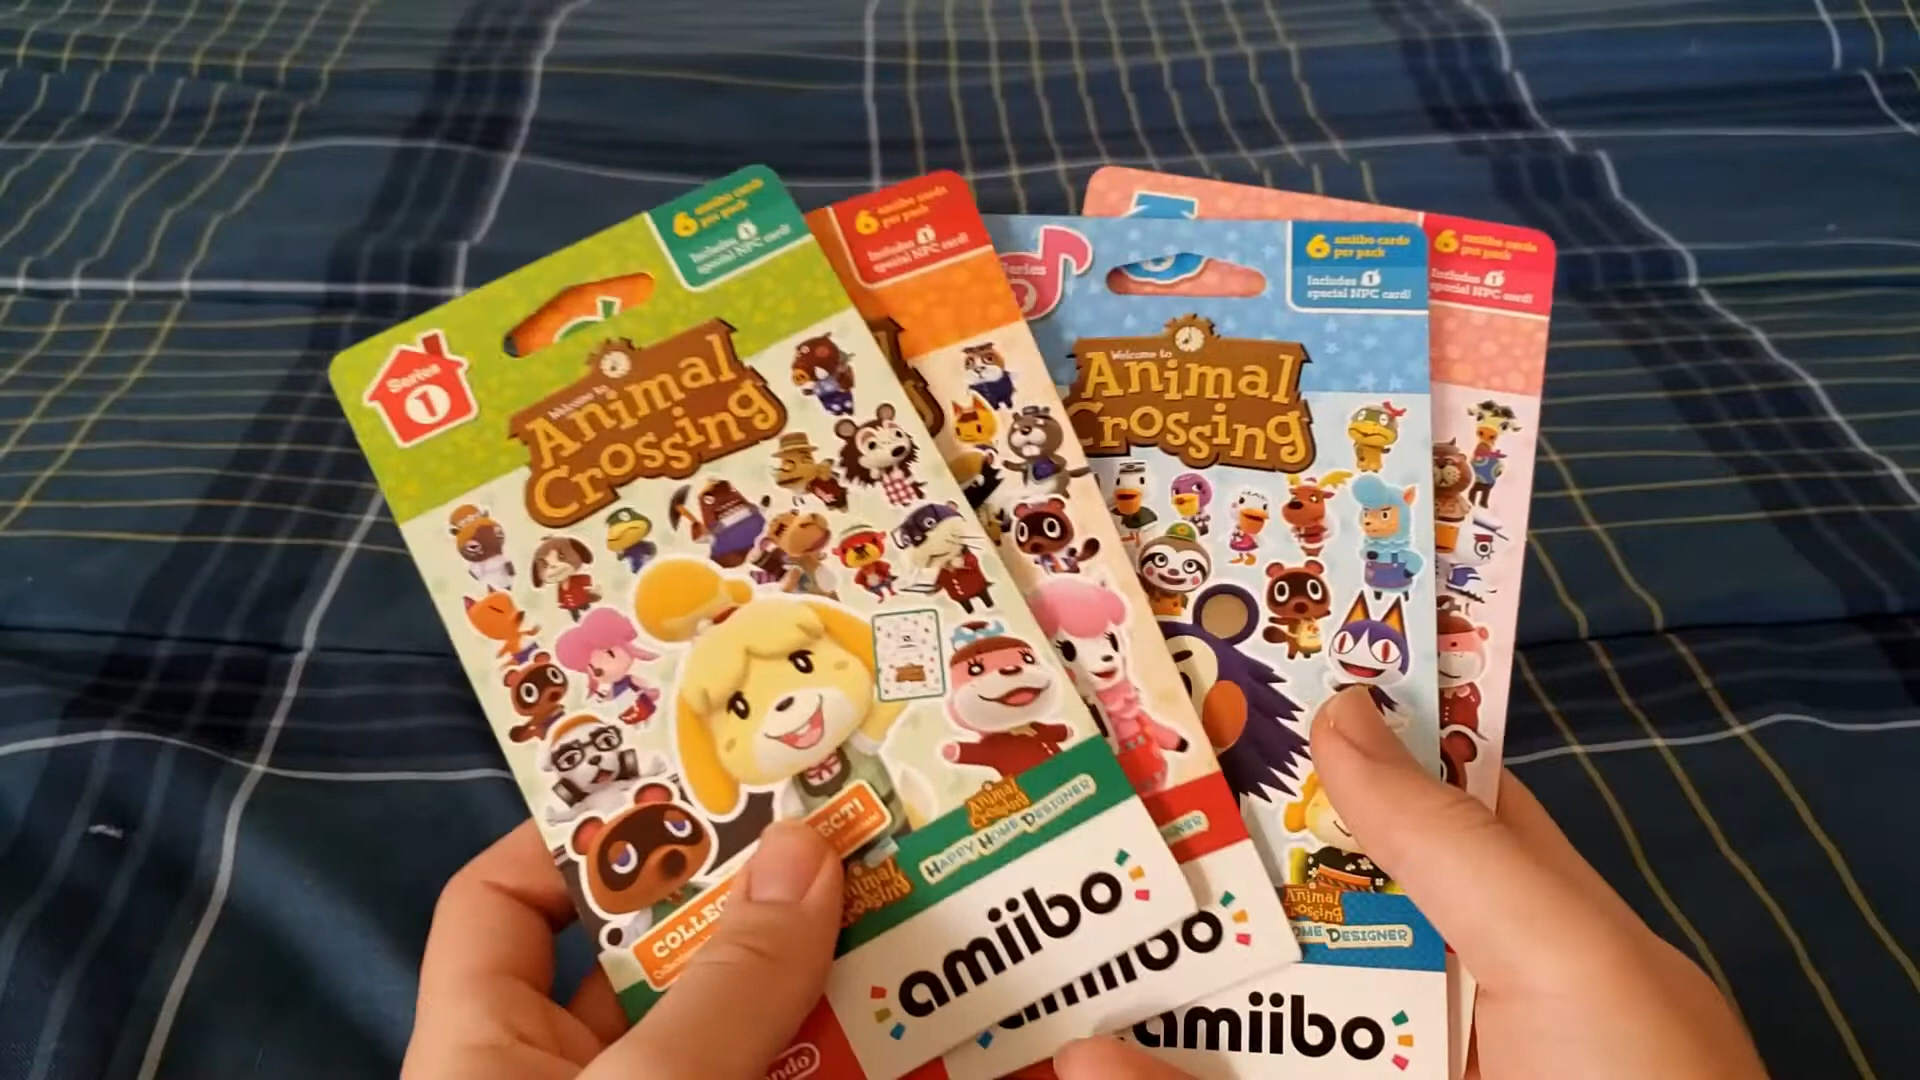 6 amiibo cards
per pack
Includes 1
special NPC card!
Series
1
Welcome to
Animal
Crossing
Animal
Crossing
HAPPY HOME DESIGNER
amiibo
6 amiibo cards
per pack
Includes 1
special NPC card!
amiibo
Series
6 amiibo cards
per pack
Includes 1
special NPC card!
Welcome to
Animal
Crossing
Animal
Crossing
HOME DESIGNER
amiibo
6 amiibo cards
per pack
Includes 1
special NPC card!